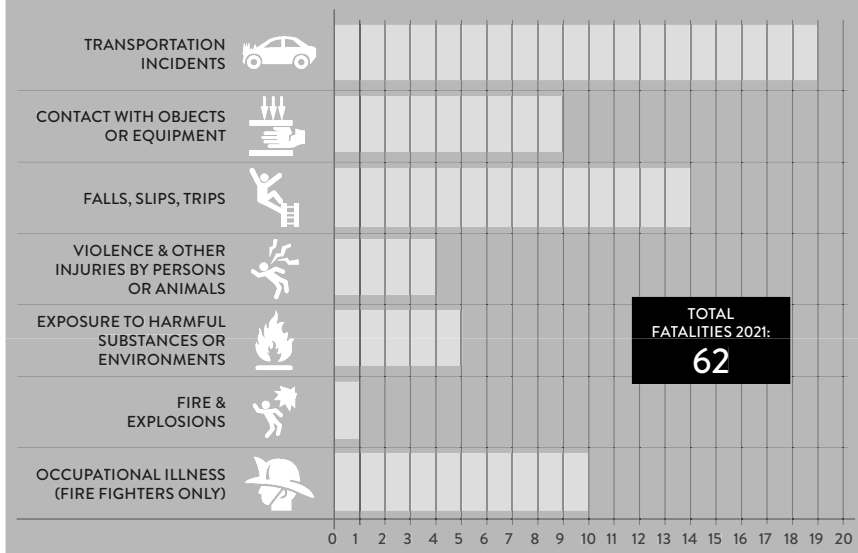 TRANSPORTATION
INCIDENTS
CONTACT WITH OBJECTS
OR EQUIPMENT
FALLS, SLIPS, TRIPS
VIOLENCE & OTHER
INJURIES BY PERSONS
OR ANIMALS
EXPOSURE TO HARMFUL
SUBSTANCES OR
ENVIRONMENTS
TOTAL
FATALITIES 2021:
62
FIRE &
EXPLOSIONS
OCCUPATIONAL ILLNESS
(FIRE FIGHTERS ONLY)
0 1 2 3 4 5 6 7 8 9 10 11 12 13 14 15 16 17 18 19 20